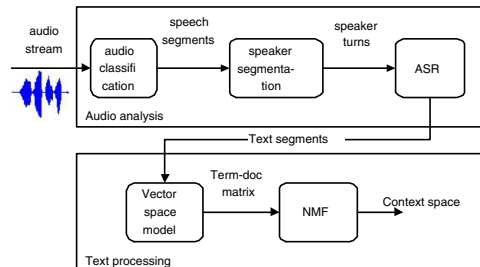 audio
stream
audio
classifi
cation
speech
segments
speaker
segmenta-
tion
speaker
turns
ASR
Audio analysis
Text segments
Vector
space
model
Term-doc
matrix
NMF
Context space
Text processing